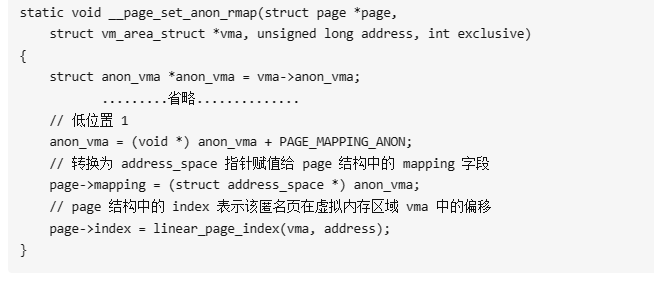 static void __page_set_anon_rmap(struct page *page,
    struct vm_area_struct *vma, unsigned long address, int exclusive)
{
    struct anon_vma *anon_vma = vma->anon_vma;
           .........省略..............
    // 低位置 1
    anon_vma = (void *) anon_vma + PAGE_MAPPING_ANON;
    // 转换为 address_space 指针赋值给 page 结构中的 mapping 字段
    page->mapping = (struct address_space *) anon_vma;
    // page 结构中的 index 表示该匿名页在虚拟内存区域 vma 中的偏移
    page->index = linear_page_index(vma, address);
}